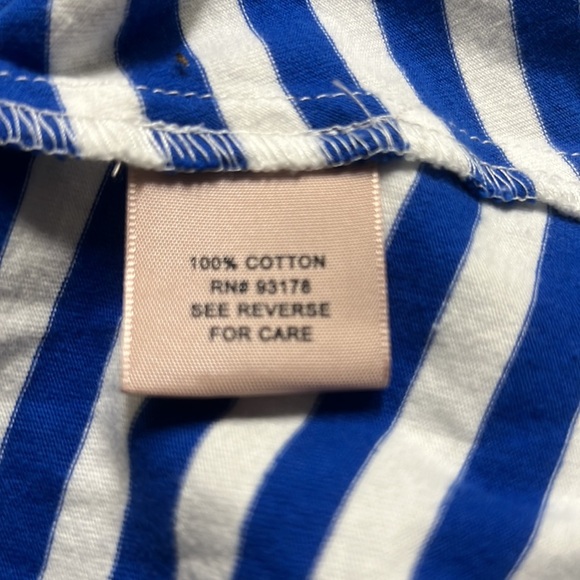 100% COTTON
RN# 93178
SEE REVERSE
FOR CARE